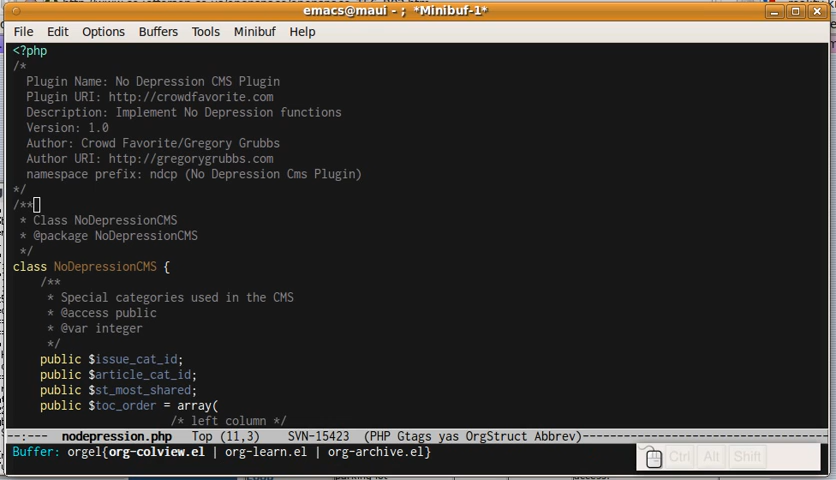 emacs@maui - ; *Minibuf-1*
File Edit Options Buffers Tools Minibuf Help
<?php
/*
Plugin Name: No Depression CMS Plugin
Plugin URI: http://crowdfavorite.com
Description: Implement No Depression functions
Version: 1.0
Author: Crowd Favorite/Gregory Grubbs
Author URI: http://gregorygrubbs.com
namespace prefix: ndcp (No Depression Cms Plugin)
*/
/**
* Class NoDepressionCMS
* @package NoDepressionCMS
*/
class NoDepressionCMS {
/**
* Special categories used in the CMS
* @access public
* @var integer
*/
public $issue_cat_id;
public $article_cat_id;
public $st_most_shared;
public $toc_order = array(
/* left column */
--:--- nodepression.php Top (11,3) SVN-15423 (PHP Gtags yas OrgStruct Abbrev)
Buffer: orgel{org-colview.el | org-learn.el | org-archive.el}
Ctrl Alt Shift